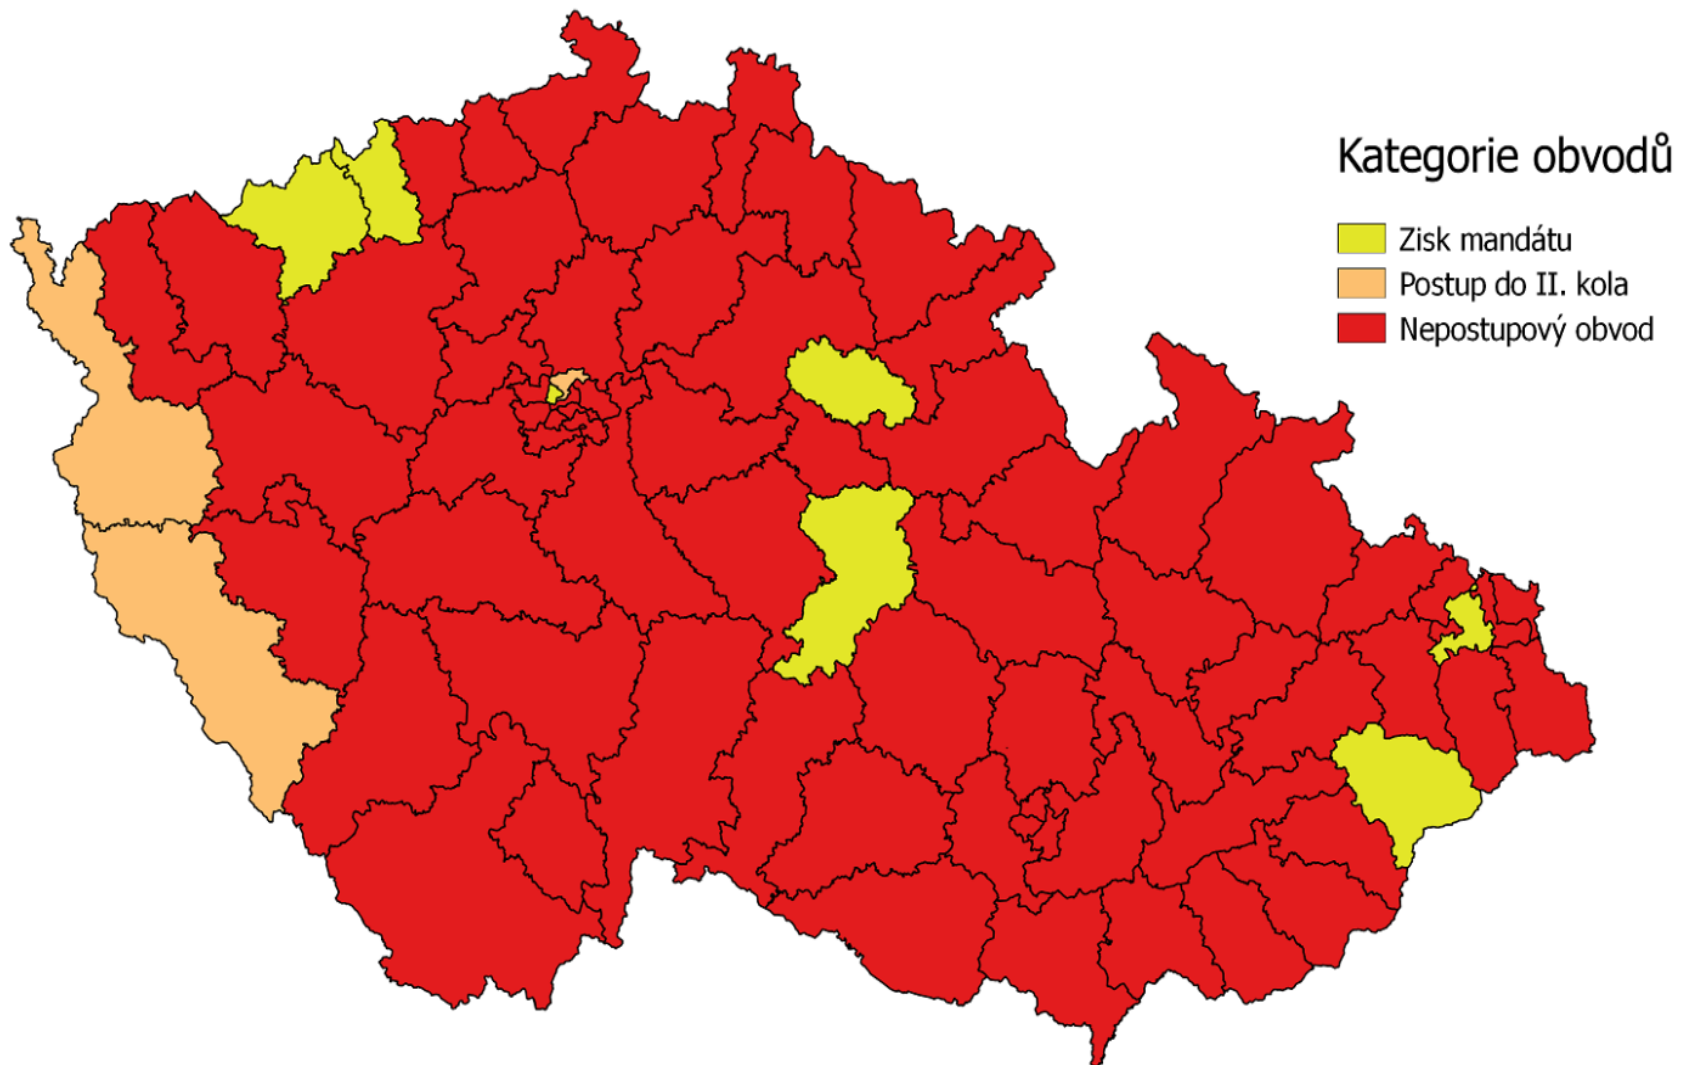 Kategorie obvodů
Zisk mandátu
Postup do II. kola
Nepostupový obvod